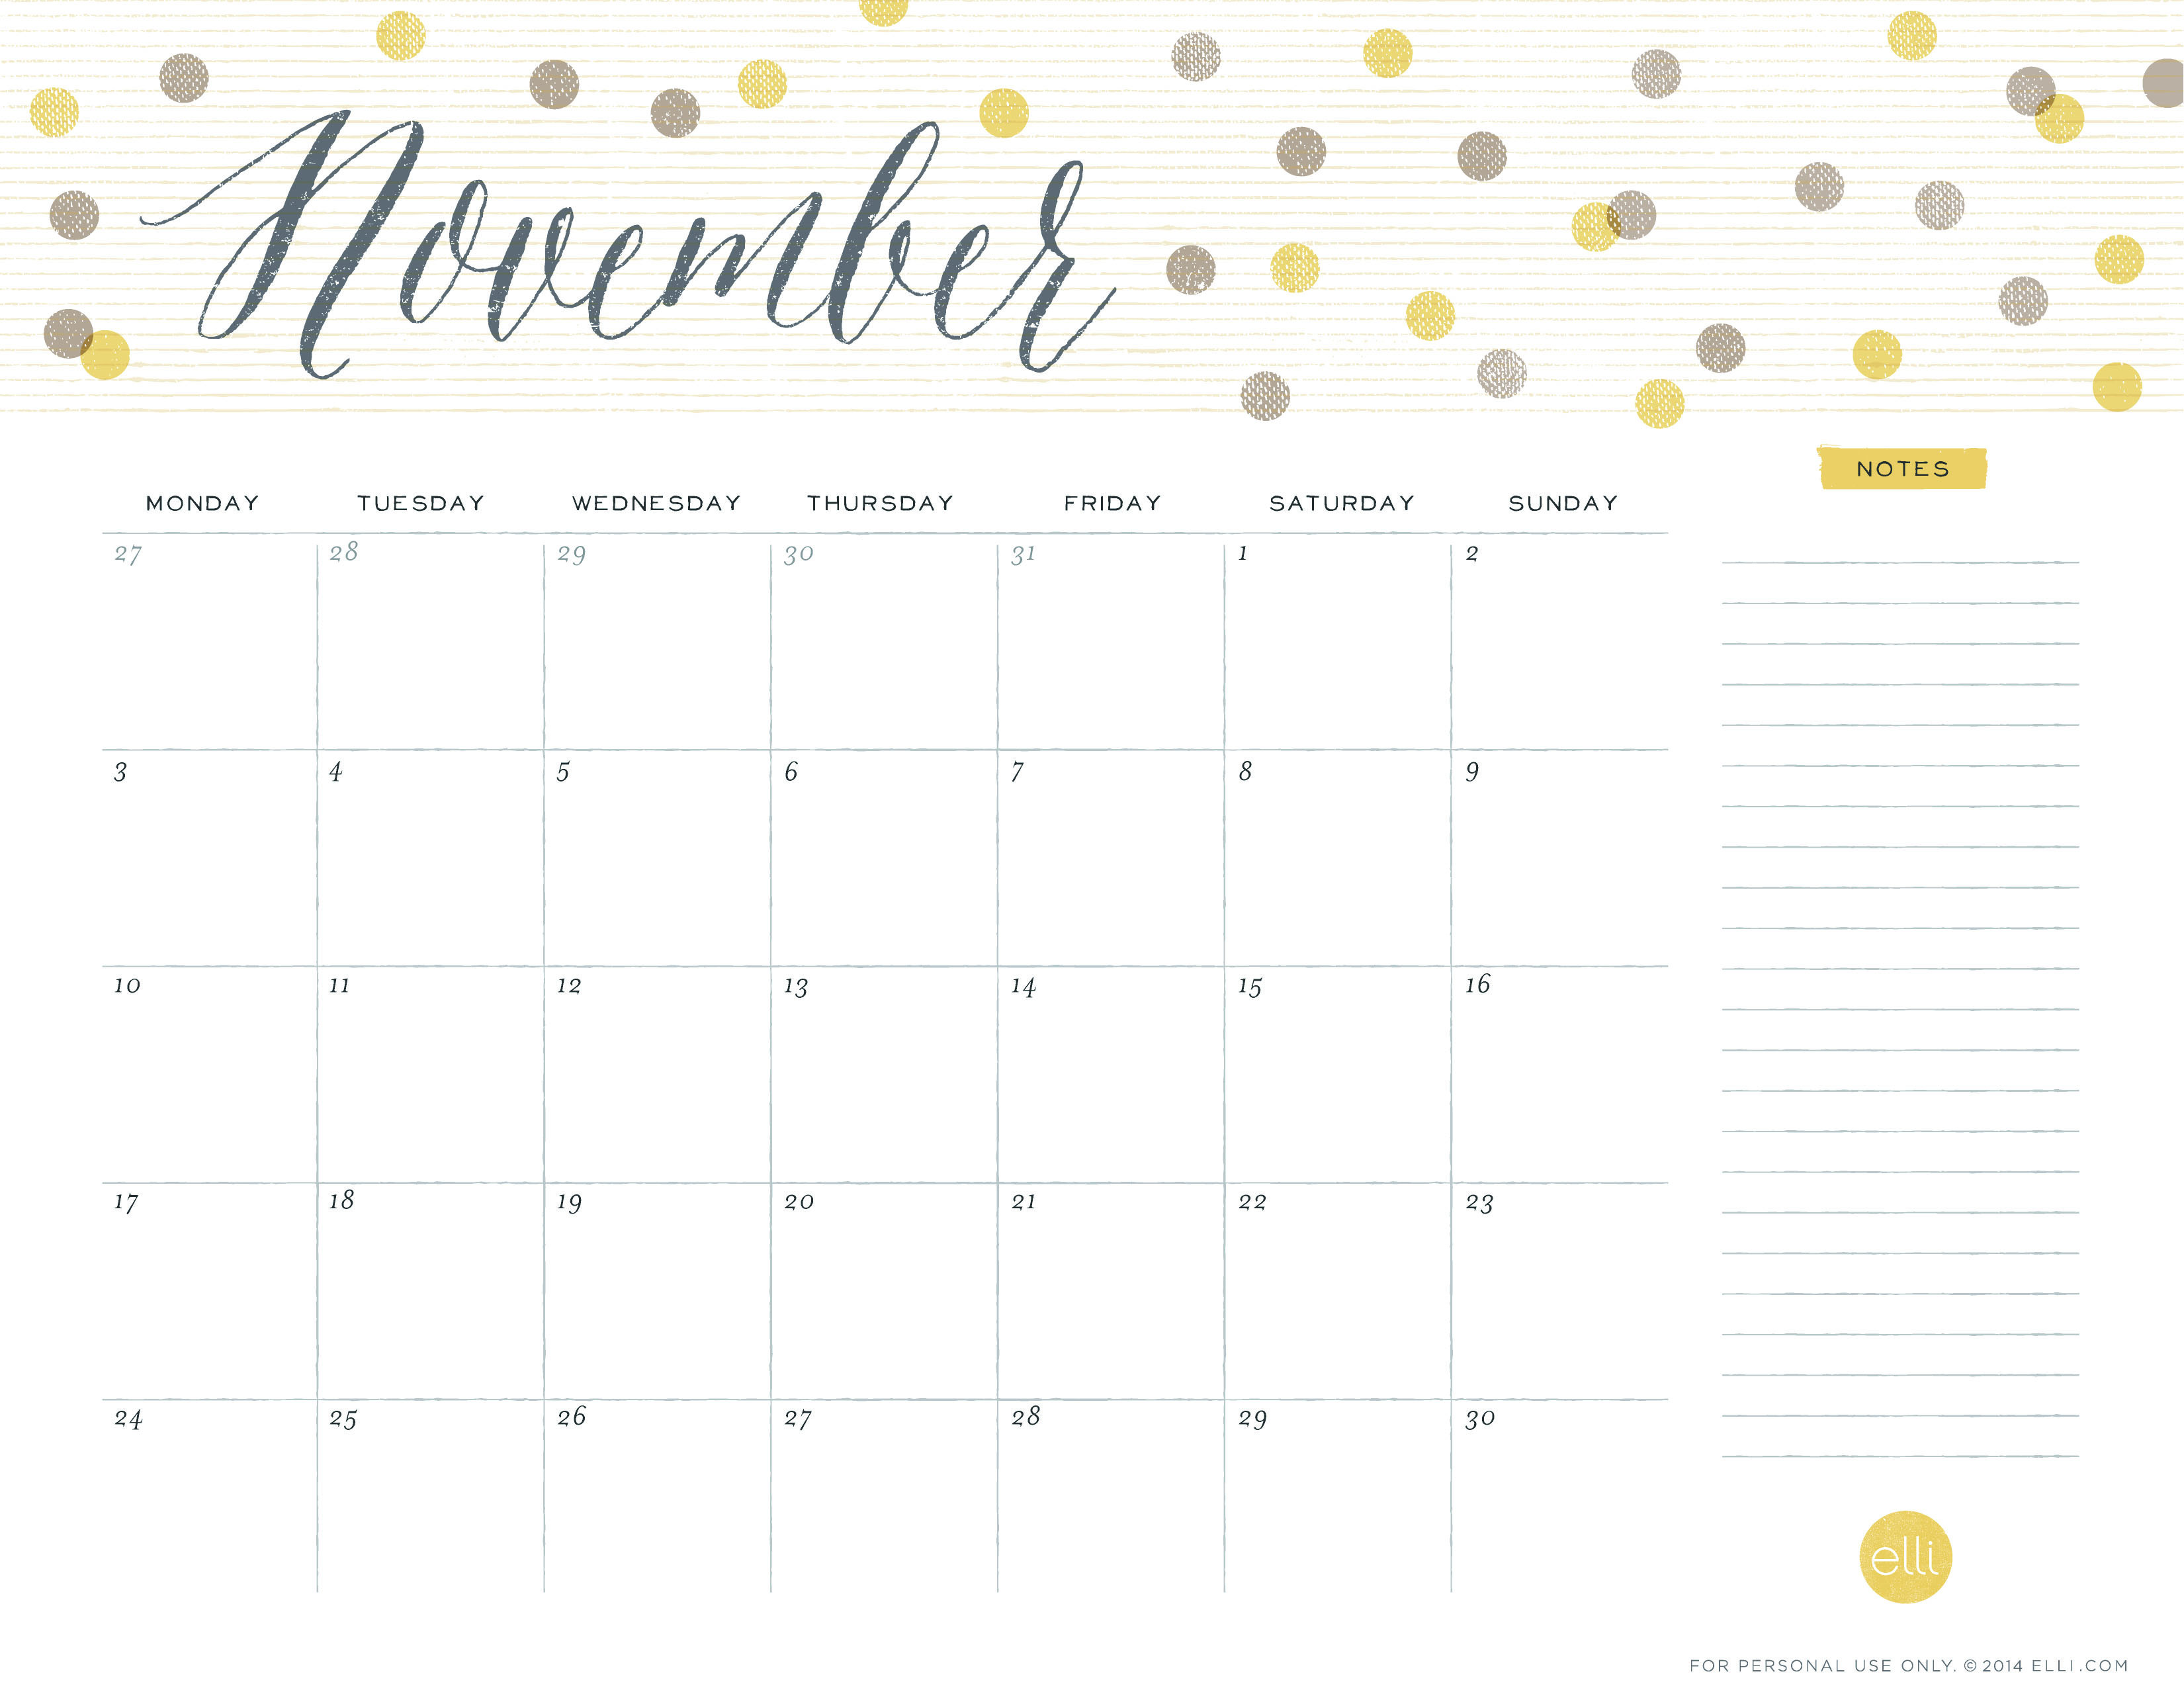 November
NOTES
MONDAY TUESDAY WEDNESDAY THURSDAY FRIDAY SATURDAY SUNDAY
27 28 29 30 31 1 2
3 4 5 6 7 8 9
10 11 12 13 14 15 16
17 18 19 20 21 22 23
24 25 26 27 28 29 30
elli
FOR PERSONAL USE ONLY. © 2014 ELLI.COM